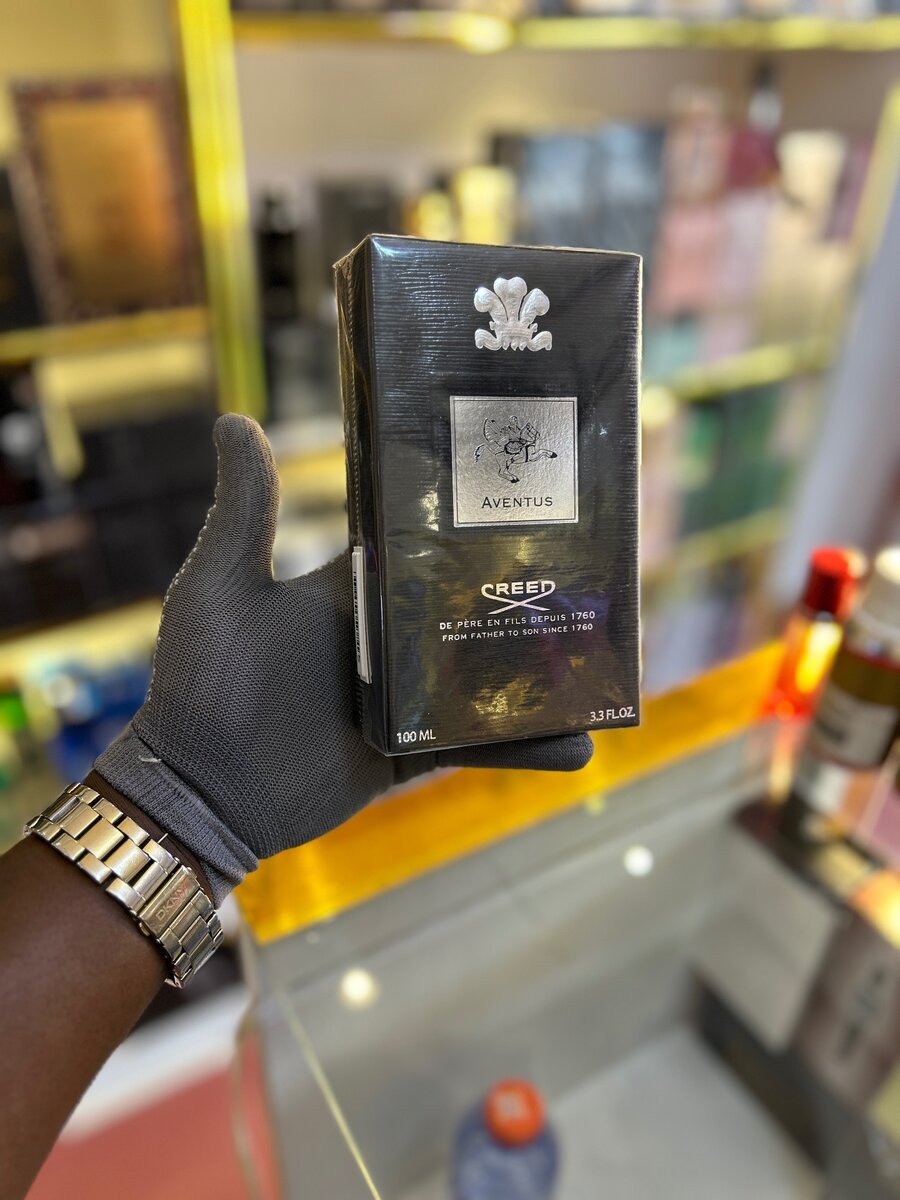 AVENTUS
CREED
DE PÈRE EN FILS DEPUIS 1760
FROM FATHER TO SON SINCE 1760
100 ML
3.3 FL.OZ.
DKNY